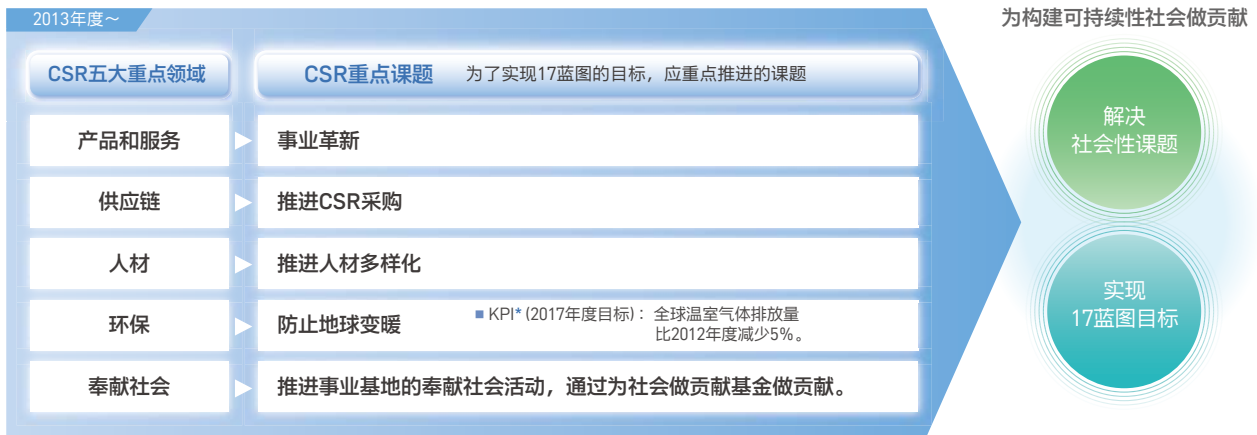 2013年度～
为构建可持续性社会做贡献
CSR五大重点领域
CSR重点课题 为了实现17蓝图的目标，应重点推进的课题
产品和服务
事业革新
供应链
推进CSR采购
人材
推进人材多样化
环保
防止地球变暖
■ KPI* (2017年度目标)：全球温室气体排放量
比2012年度减少5%。
奉献社会
推进事业基地的奉献社会活动，通过为社会做贡献基金做贡献。
解决
社会性课题
实现
17蓝图目标